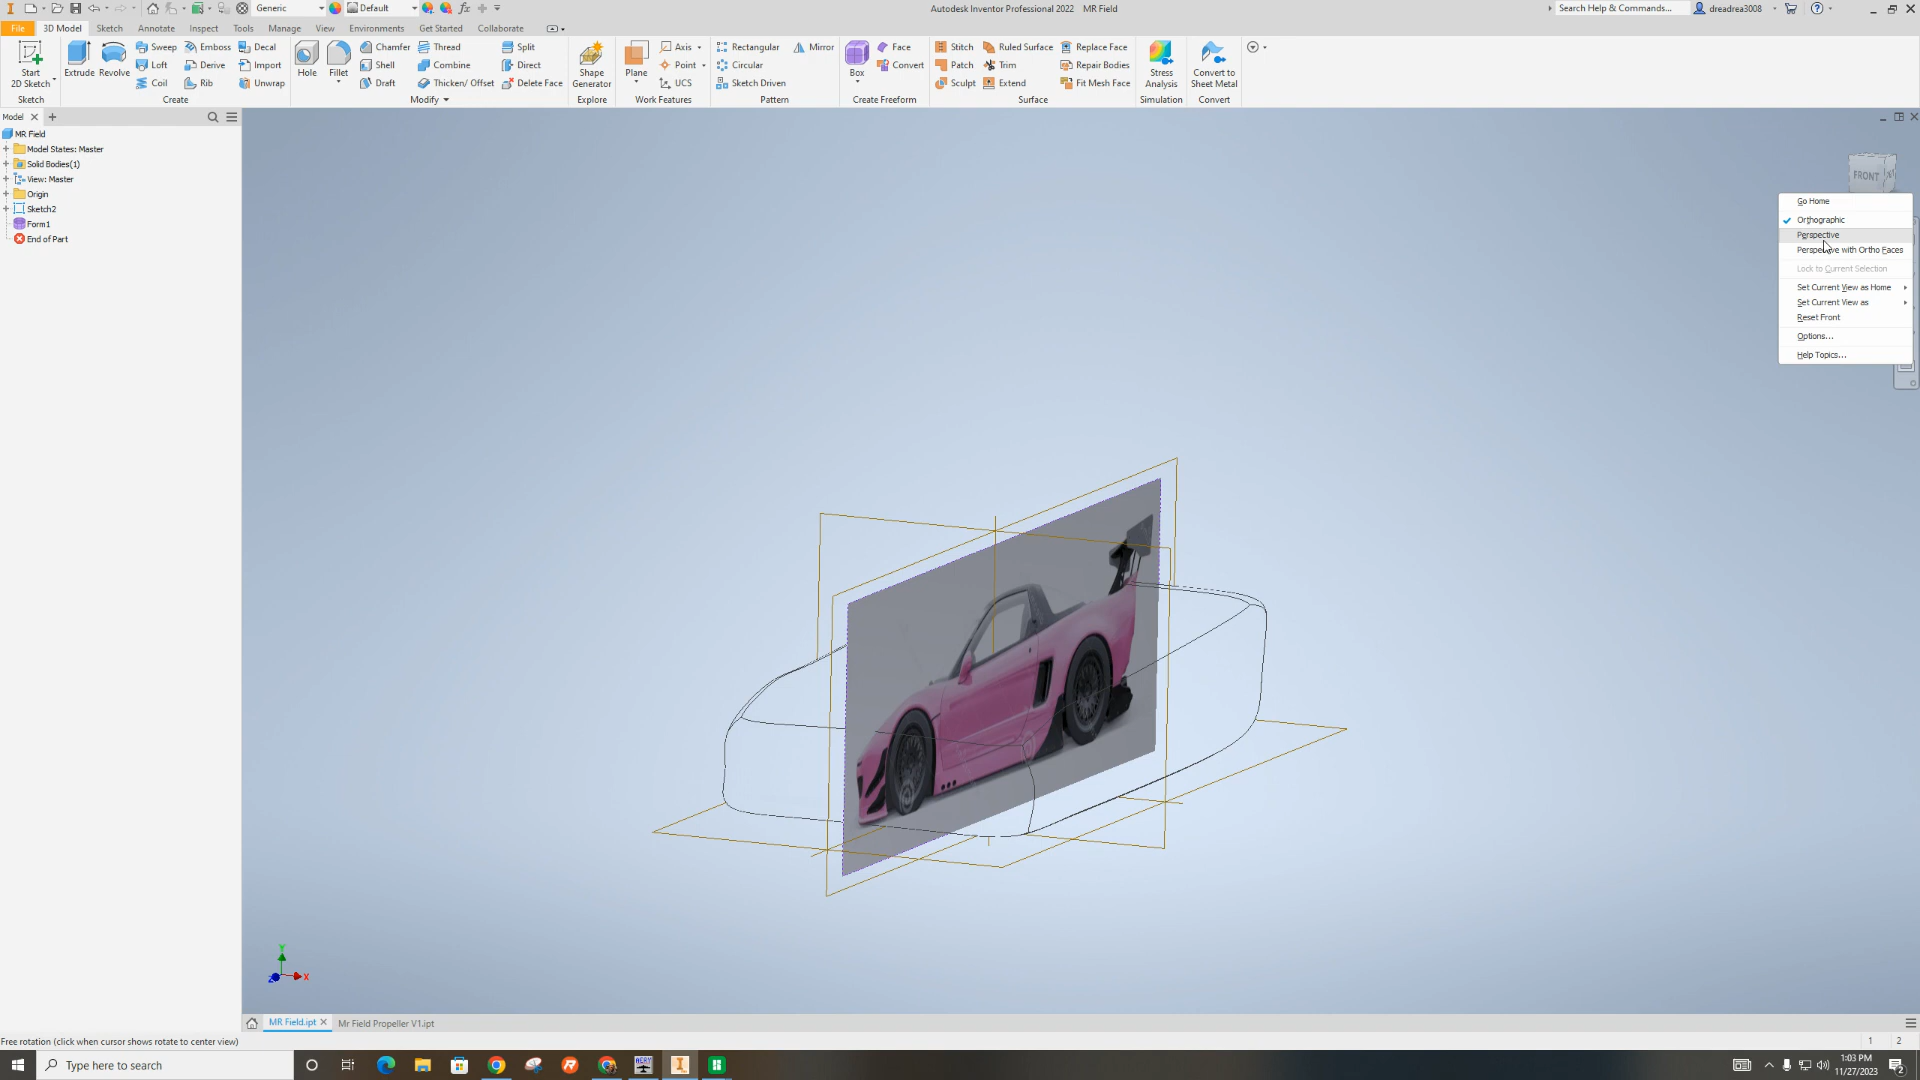 Generic
Default
Autodesk Inventor Professional 2022 MR Field
Search Help & Commands...
dreadrea3008
File 3D Model Sketch Annotate Inspect Tools Manage View Environments Get Started Collaborate
Start
2D Sketch
Extrude
Revolve
Sweep
Emboss
Decal
Loft
Derive
Import
Coil
Rib
Unwrap
Hole
Fillet
Chamfer
Thread
Split
Shell
Combine
Direct
Draft
Thicken/ Offset
Delete Face
Shape
Generator
Plane
Axis
Point
UCS
Rectangular
Mirror
Circular
Sketch Driven
Box
Face
Convert
Stitch
Ruled Surface
Replace Face
Patch
Trim
Repair Bodies
Sculpt
Extend
Fit Mesh Face
Stress
Analysis
Convert to
Sheet Metal
Sketch
Create
Modify
Explore
Work Features
Pattern
Create Freeform
Surface
Simulation
Convert
Model
MR Field
Model States: Master
Solid Bodies(1)
View: Master
Origin
Sketch2
Form1
End of Part
FRONT
Go Home
Orthographic
Perspective
Perspective with Ortho Faces
Lock to Current Selection
Set Current View as Home
Set Current View as
Reset Front
Options...
Help Topics...
Y
X
Z
MR Field.ipt
Mr Field Propeller V1.ipt
Free rotation (click when cursor shows rotate to center view)
1 2
Type here to search
1:03 PM
11/27/2023
2